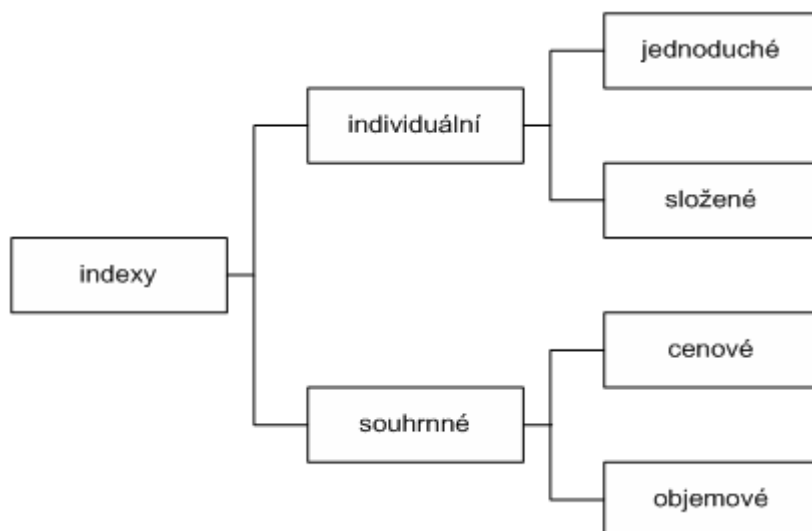 jednoduché
individuální
složené
indexy
cenové
souhrnné
objemové